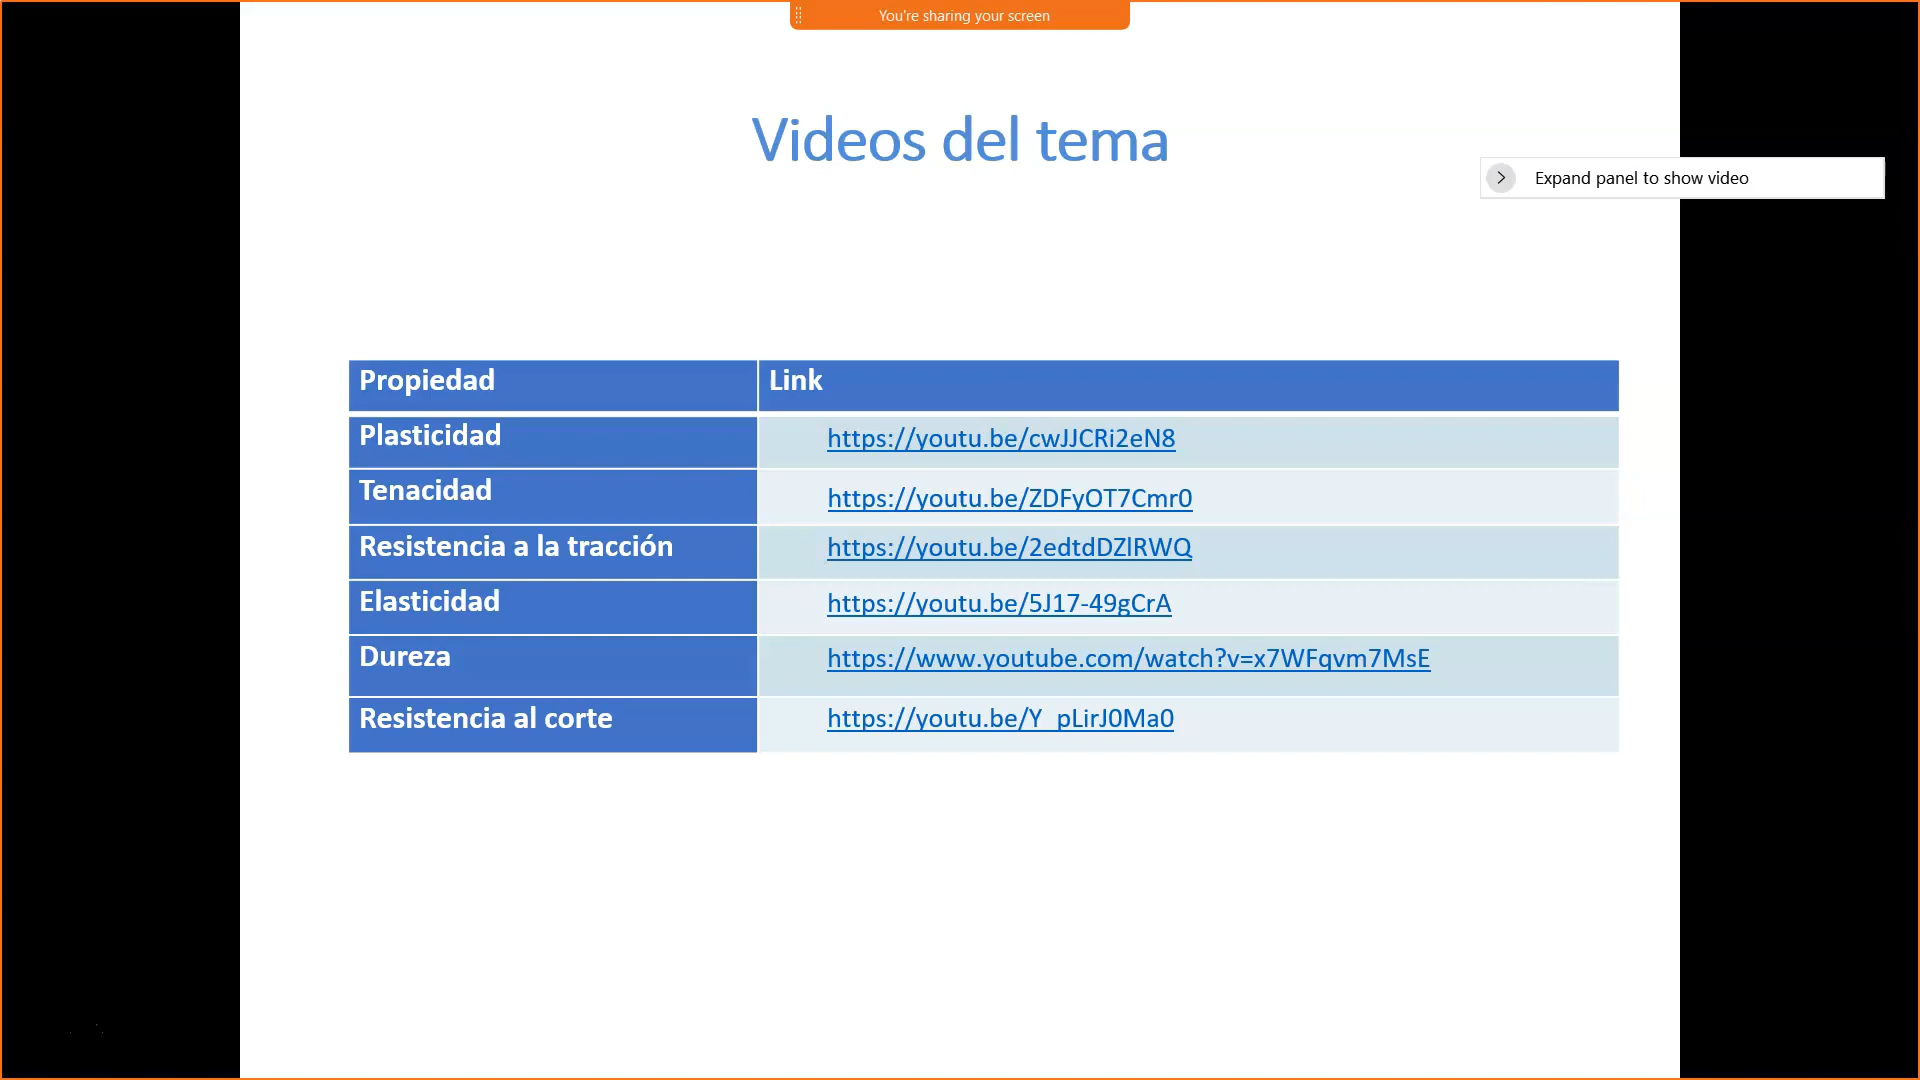 You're sharing your screen
Videos del tema
Expand panel to show video
Propiedad Link
Plasticidad https://youtu.be/cwJJCRi2eN8
Tenacidad https://youtu.be/ZDFyOT7Cmr0
Resistencia a la tracción https://youtu.be/2edtdDZlRWQ
Elasticidad https://youtu.be/5J17-49gCrA
Dureza https://www.youtube.com/watch?v=x7WFqvm7MsE
Resistencia al corte https://youtu.be/Y_pLirJ0Ma0